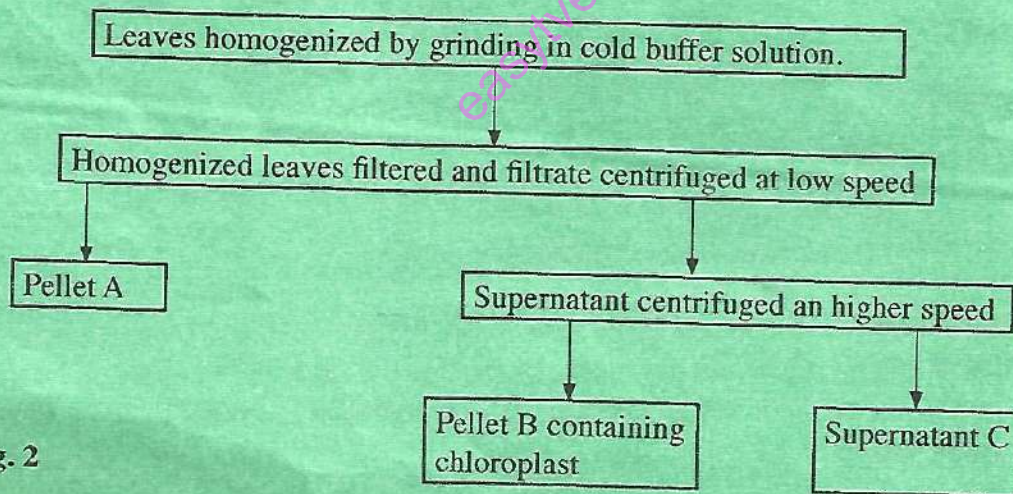 Leaves homogenized by grinding in cold buffer solution.
Homogenized leaves filtered and filtrate centrifuged at low speed
Pellet A
Supernatant centrifuged an higher speed
Pellet B containing
chloroplast
Supernatant C
g. 2